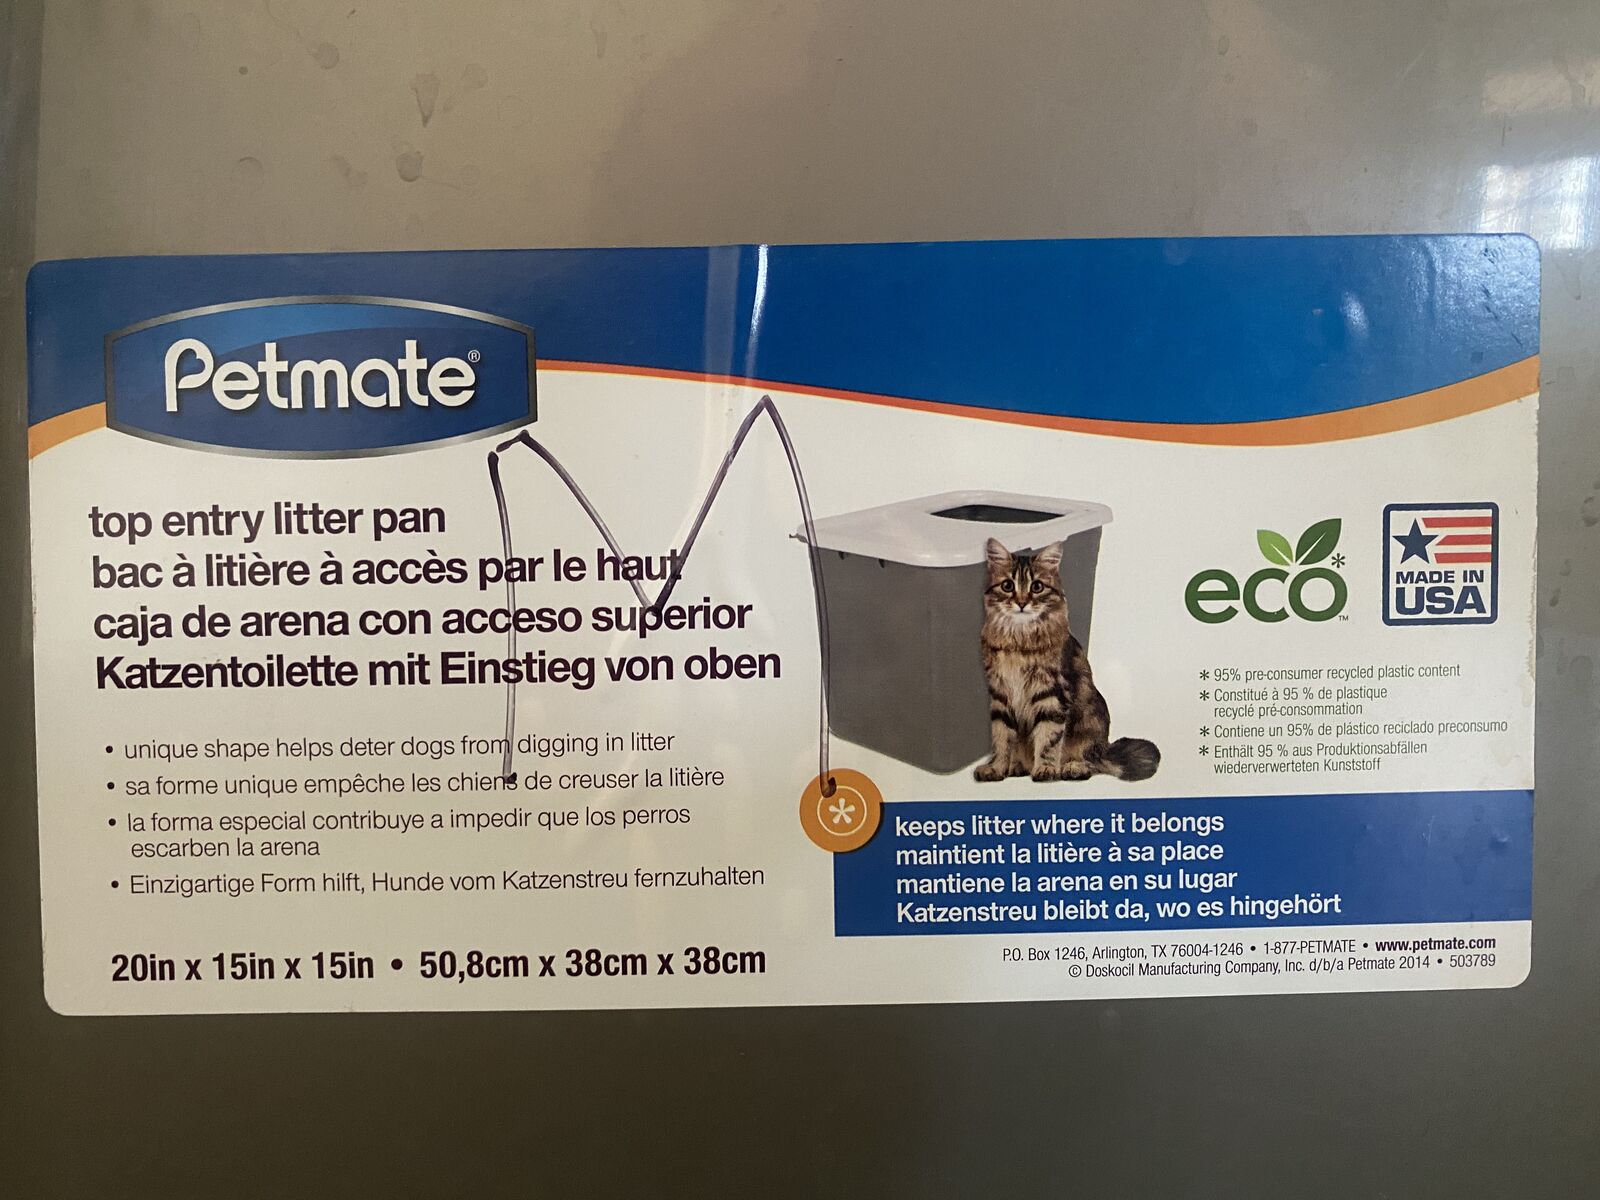 Petmate®
M
top entry litter pan
bac à litière à accès par le haut
caja de arena con acceso superior
Katzentoilette mit Einstieg von oben
• unique shape helps deter dogs from digging in litter
• sa forme unique empêche les chiens de creuser la litière
• la forma especial contribuye a impedir que los perros
escarben la arena
• Einzigartige Form hilft, Hunde vom Katzenstreu fernzuhalten
20in x 15in x 15in • 50,8cm x 38cm x 38cm
eco*™
MADE IN
USA
* 95% pre-consumer recycled plastic content
* Constitué à 95 % de plastique
recyclé pré-consommation
* Contiene un 95% de plástico reciclado preconsumo
* Enthält 95 % aus Produktionsabfällen
wiederverwerteten Kunststoff
*
keeps litter where it belongs
maintient la litière à sa place
mantiene la arena en su lugar
Katzenstreu bleibt da, wo es hingehört
P.O. Box 1246, Arlington, TX 76004-1246 • 1-877-PETMATE • www.petmate.com
© Doskocil Manufacturing Company, Inc. d/b/a Petmate 2014 • 503789